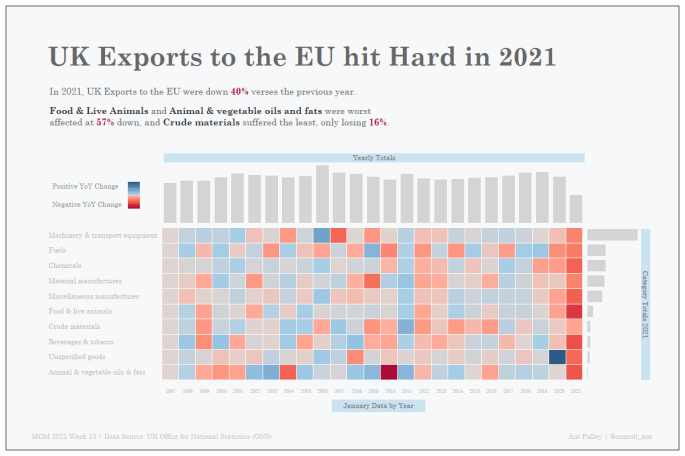 UK Exports to the EU hit Hard in 2021
In 2021, UK Exports to the EU were down 40% verses the previous year.
Food & Live Animals and Animal & vegetable oils and fats were worst
affected at 57% down, and Crude materials suffered the least, only losing 16%.
Yearly Totals
Positive YoY Change
Negative YoY Change
Machinery & transport equipment
Fuels
Chemicals
Material manufactures
Miscellaneous manufactures
Food & live animals
Crude materials
Beverages & tobacco
Unspecified goods
Animal & vegetable oils & fats
Category Totals 2021
1997 1998 1999 2000 2001 2002 2003 2004 2005 2006 2007 2008 2009 2010 2011 2012 2013 2014 2015 2016 2017 2018 2019 2020 2021
January Data by Year
MOM 2021 Week 13 | Data Source: UK Office for National Statistics (ONS)
Ant Pulley | @consult_ant